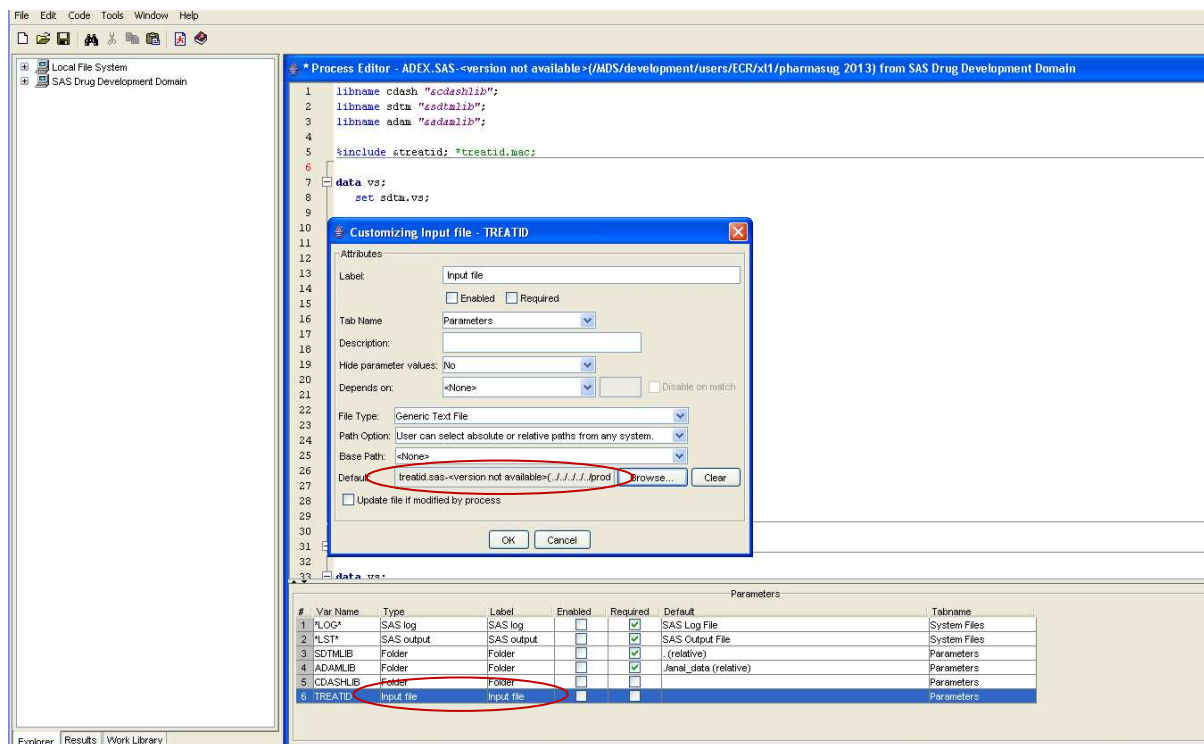 File Edit Code Tools Window Help
Local File System
SAS Drug Development Domain
* Process Editor - ADEX.SAS-<version not available>(/MDS/development/users/ECR/xl1/pharmasug 2013) from SAS Drug Development Domain
1 libname cdash "&cdashlib";
2 libname sdtm "&sdtmlib";
3 libname adam "&adamlib";
4
5 %include &treatid; *treatid.mac;
6
7 data vs;
8 set sdtm.vs;
9
10
11
12
13
14
15
16
17
18
19
20
21
22
23
24
25
26
27
28
29
30
31
32
33 data vs;
Customizing Input file - TREATID
Attributes
Label: Input file
Enabled Required
Tab Name Parameters
Description:
Hide parameter values: No
Depends on: <None> Disable on match
File Type: Generic Text File
Path Option: User can select absolute or relative paths from any system.
Base Path: <None>
Default: treatid.sas-<version not available>(../../../../../prod Browse... Clear
Update file if modified by process
OK Cancel
Parameters
# Var Name Type Label Enabled Required Default Tabname
1 *LOG* SAS log SAS log SAS Log File System Files
2 *LST* SAS output SAS output SAS Output File System Files
3 SDTMLIB Folder Folder . (relative) Parameters
4 ADAMLIB Folder Folder ./anal_data (relative) Parameters
5 CDASHLIB Folder Folder Parameters
6 TREATID Input file Input file Parameters
Explorer Results Work Library